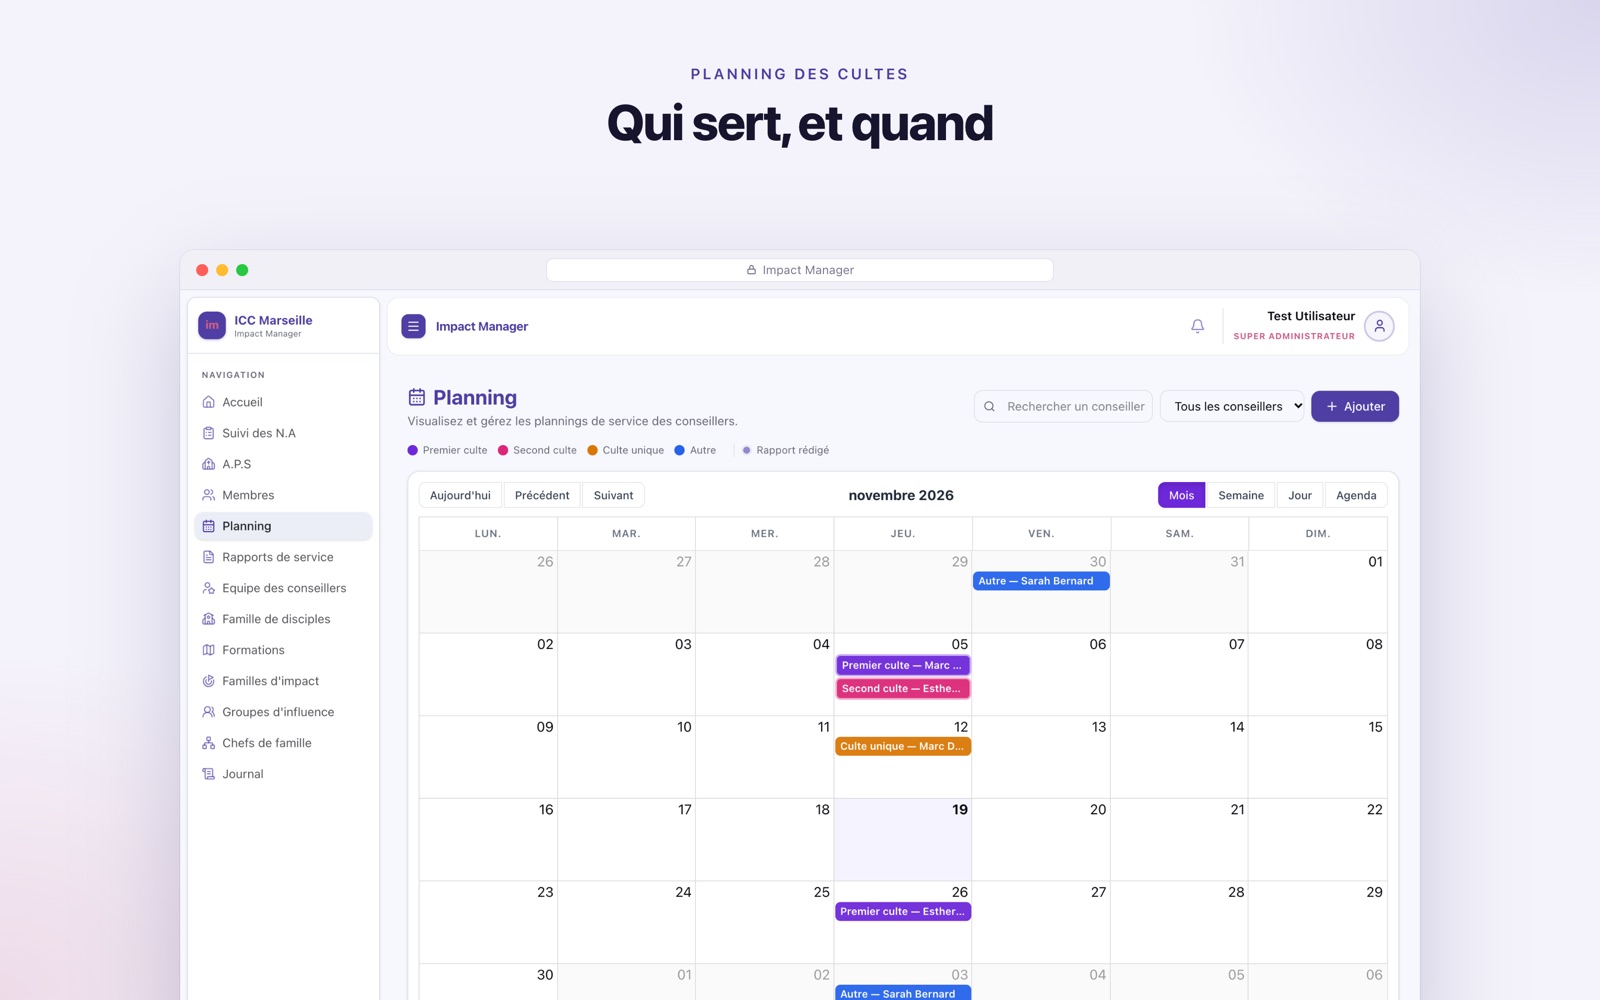 PLANNING DES CULTES
Qui sert, et quand
Impact Manager
im
ICC Marseille
Impact Manager
Impact Manager
Test Utilisateur
SUPER ADMINISTRATEUR
NAVIGATION
Accueil
Suivi des N.A
A.P.S
Membres
Planning
Rapports de service
Equipe des conseillers
Famille de disciples
Formations
Familles d'impact
Groupes d'influence
Chefs de famille
Journal
Planning
Visualisez et gérez les plannings de service des conseillers.
Rechercher un conseiller
Tous les conseillers
+ Ajouter
Premier culte Second culte Culte unique Autre Rapport rédigé
Aujourd'hui Précédent Suivant
novembre 2026
Mois Semaine Jour Agenda
LUN. MAR. MER. JEU. VEN. SAM. DIM.
26 27 28 29 30 31 01
Autre — Sarah Bernard
02 03 04 05 06 07 08
Premier culte — Marc ...
Second culte — Esthe...
09 10 11 12 13 14 15
Culte unique — Marc D...
16 17 18 19 20 21 22
23 24 25 26 27 28 29
Premier culte — Esther...
30 01 02 03 04 05 06
Autre — Sarah Bernard